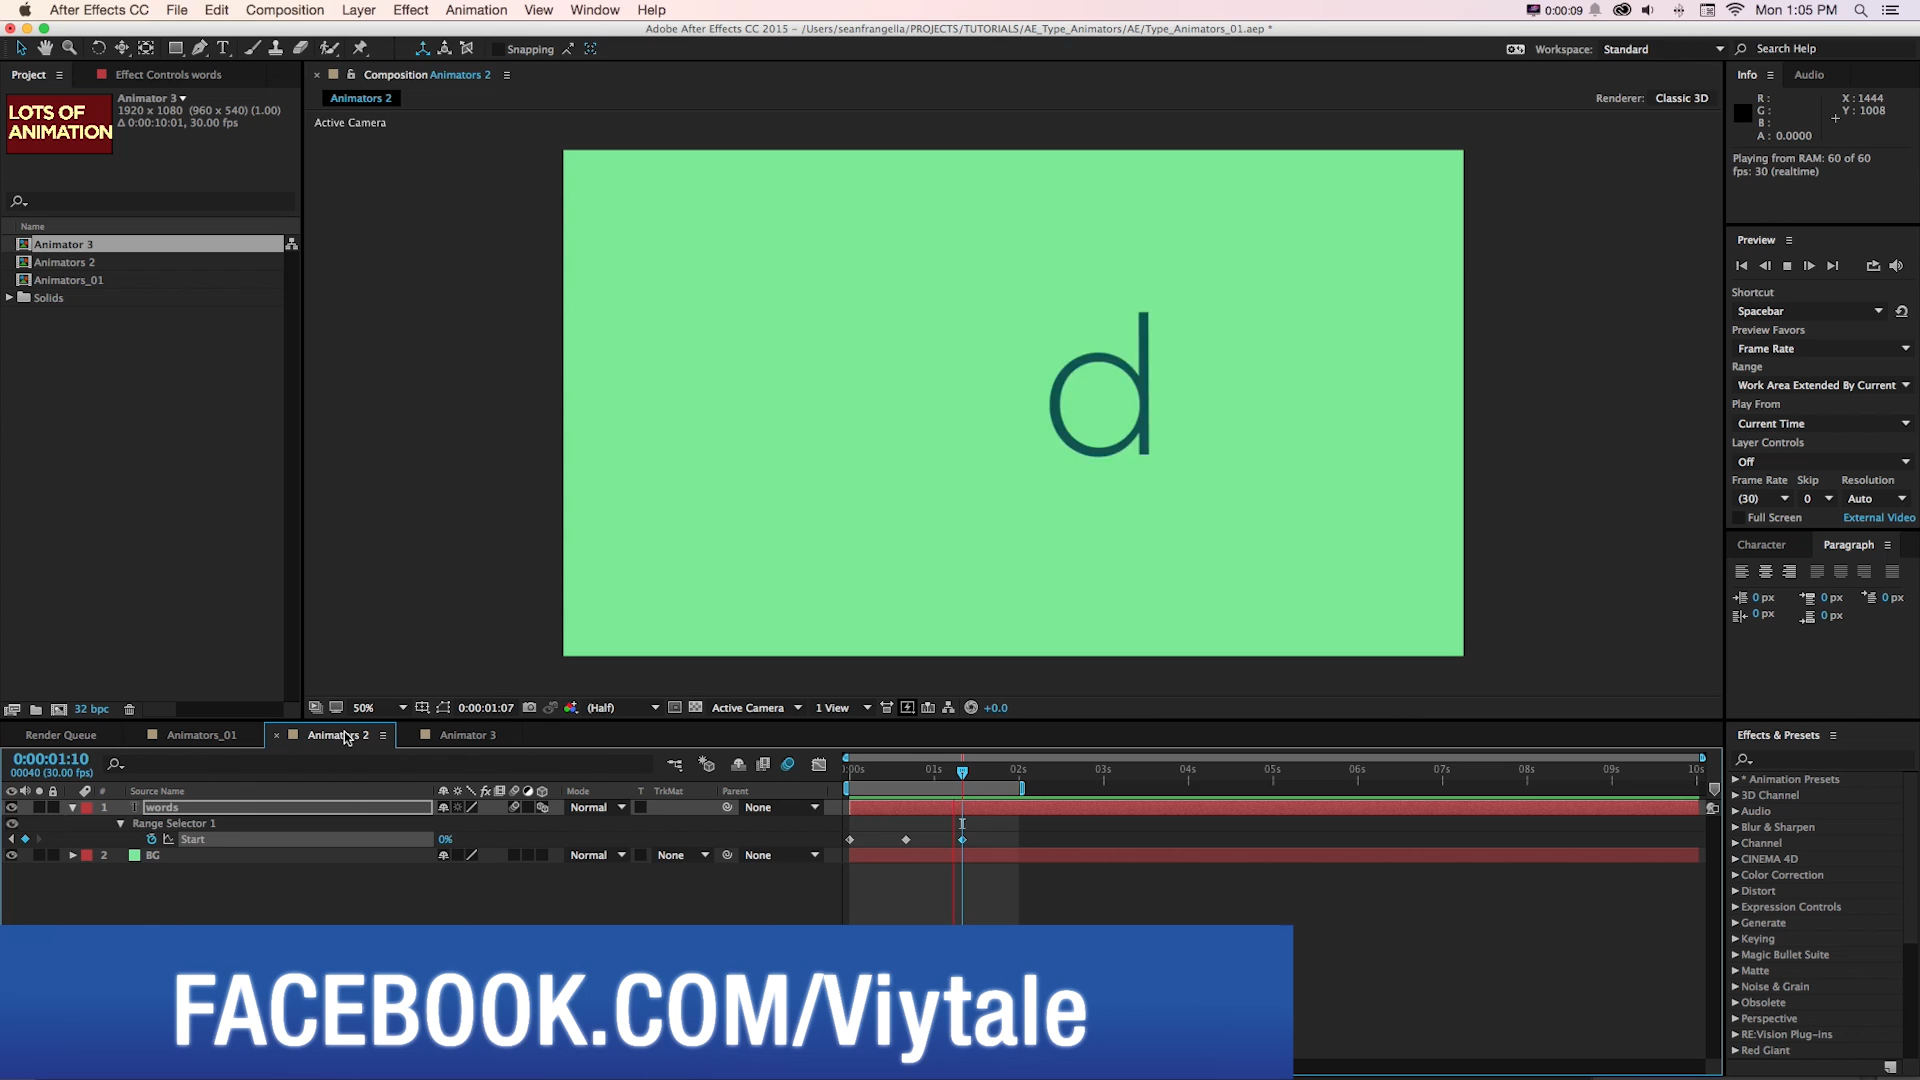 After Effects CC File Edit Composition Layer Effect Animation View Window Help 0:00:09 Mon 1:05 PM
Adobe After Effects CC 2015 - /Users/seanfrangella/PROJECTS/TUTORIALS/AE_Type_Animators/AE/Type_Animators_01.aep *
Snapping Workspace: Standard Search Help
Project Effect Controls words
LOTS OF
ANIMATION
Animator 3
1920 x 1080 (960 x 540) (1.00)
Δ 0:00:10:01, 30.00 fps
Name
Animator 3
Animators 2
Animators_01
Solids
32 bpc
Composition Animators 2
Animators 2
Renderer: Classic 3D
Active Camera
d
50% 0:00:01:07 (Half) Active Camera 1 View +0.0
Info Audio
R: X: 1444
G: Y: 1008
B:
A: 0.0000
Playing from RAM: 60 of 60
fps: 30 (realtime)
Preview
Shortcut
Spacebar
Preview Favors
Frame Rate
Range
Work Area Extended By Current
Play From
Current Time
Layer Controls
Off
Frame Rate Skip Resolution
(30) 0 Auto
Full Screen External Video
Character Paragraph
0 px 0 px 0 px
0 px 0 px
Render Queue Animators_01 Animators 2 Animator 3
0:00:01:10
00040 (30.00 fps)
:00s 01s 02s 03s 04s 05s 06s 07s 08s 09s 10s
# Source Name Mode T TrkMat Parent
1 T words Normal None
Range Selector 1
Start 0%
2 BG Normal None None
Effects & Presets
* Animation Presets
3D Channel
Audio
Blur & Sharpen
Channel
CINEMA 4D
Color Correction
Distort
Expression Controls
Generate
Keying
Magic Bullet Suite
Matte
Noise & Grain
Obsolete
Perspective
RE:Vision Plug-ins
Red Giant
FACEBOOK.COM/Viytale